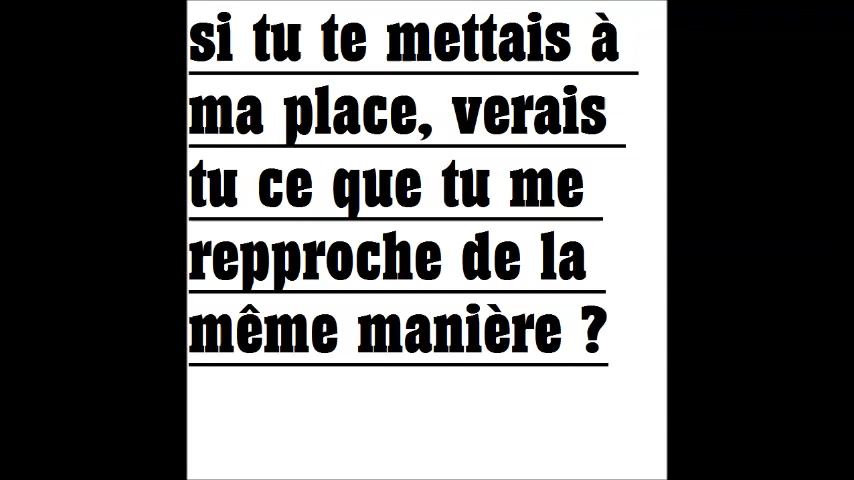 si tu te mettais à
ma place, verais
tu ce que tu me
repproche de la
même manière ?